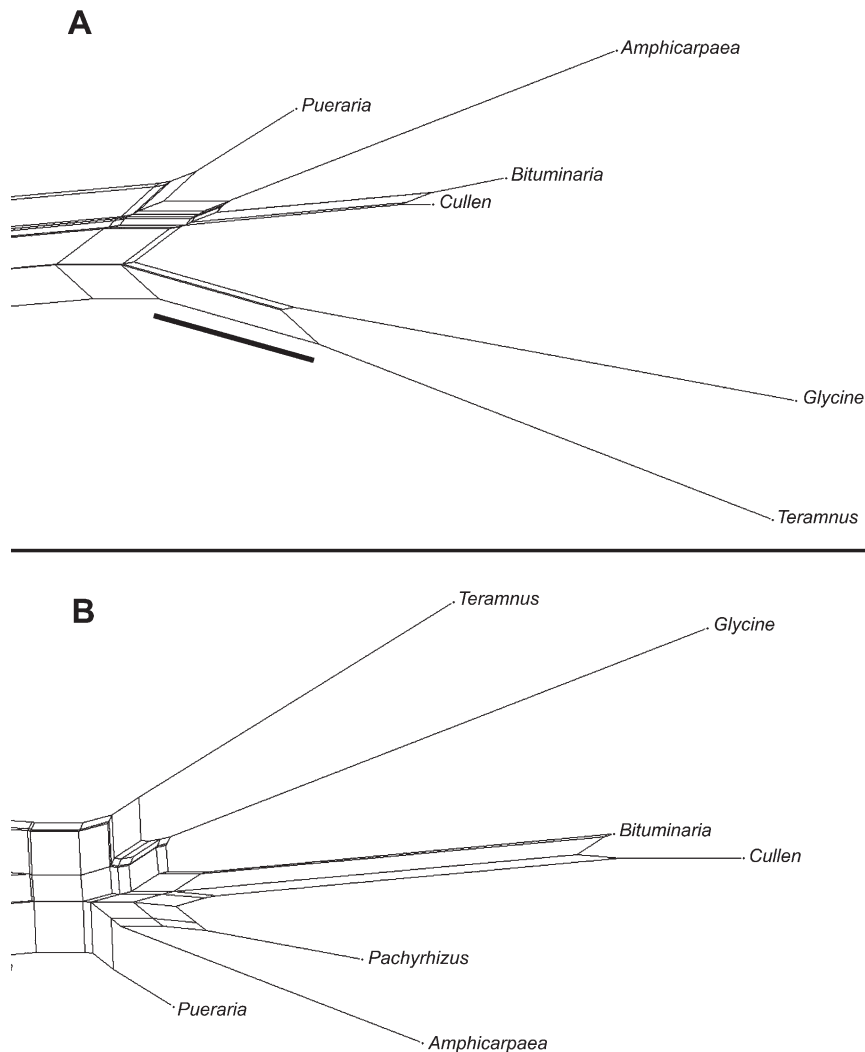 A
Amphicarpaea
Pueraria
Bituminaria
Cullen
Glycine
Teramnus
B
Teramnus
Glycine
Bituminaria
Cullen
Pachyrhizus
Pueraria
Amphicarpaea